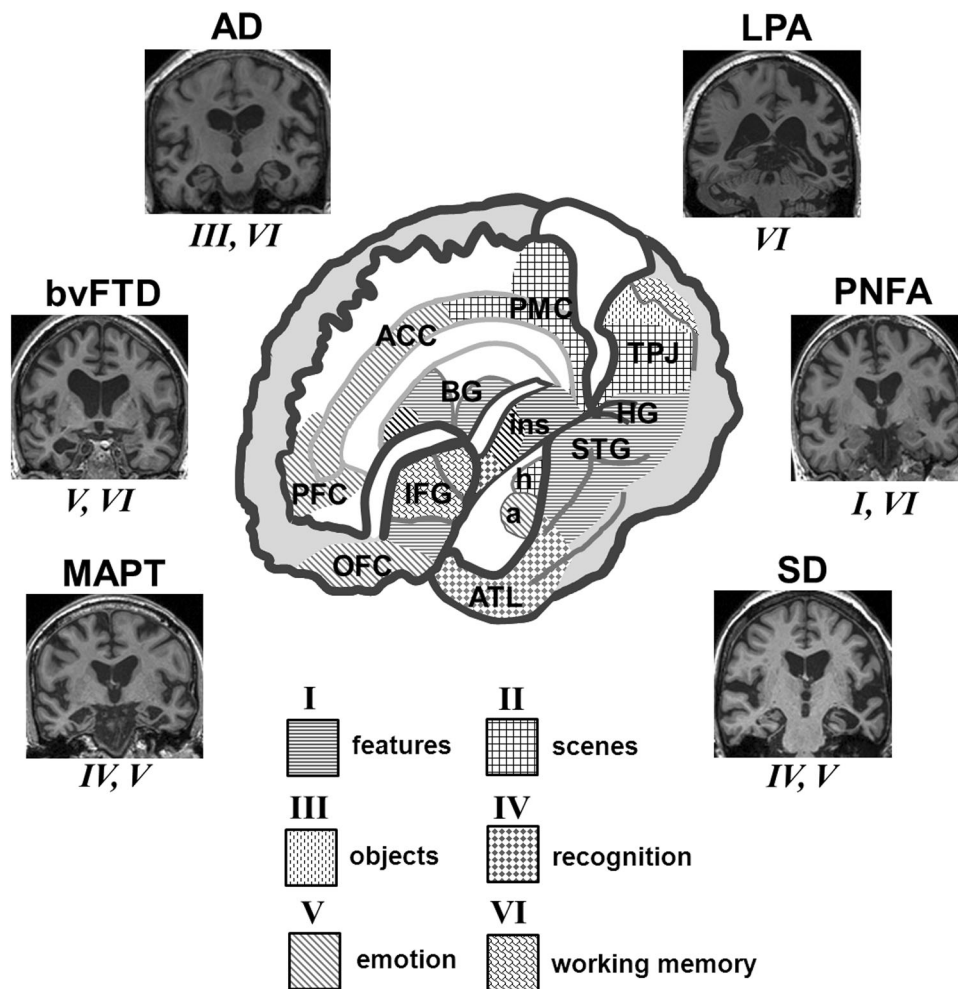 AD
LPA
III, VI
VI
bvFTD
PNFA
V, VI
I, VI
MAPT
SD
IV, V
IV, V
ACC
PMC
TPJ
BG
HG
ins
STG
h
PFC
IFG
a
OFC
ATL
I
features
II
scenes
III
objects
IV
recognition
V
emotion
VI
working memory